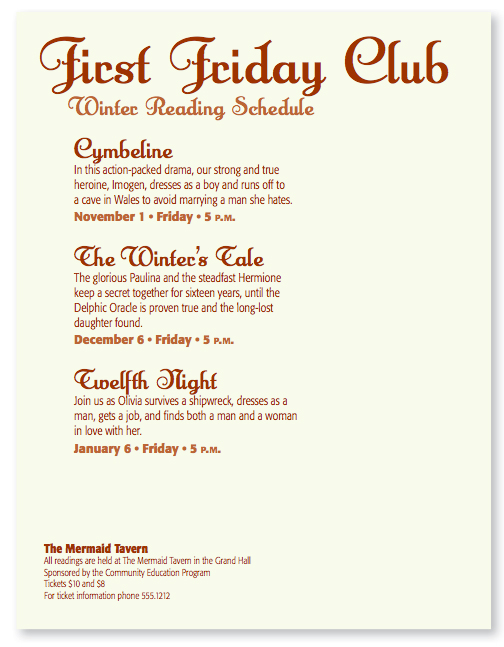 First Friday Club
Winter Reading Schedule
Cymbeline
In this action-packed drama, our strong and true
heroine, Imogen, dresses as a boy and runs off to
a cave in Wales to avoid marrying a man she hates.
November 1 • Friday • 5 P.M.
The Winter's Tale
The glorious Paulina and the steadfast Hermione
keep a secret together for sixteen years, until the
Delphic Oracle is proven true and the long-lost
daughter found.
December 6 • Friday • 5 P.M.
Twelfth Night
Join us as Olivia survives a shipwreck, dresses as a
man, gets a job, and finds both a man and a woman
in love with her.
January 6 • Friday • 5 P.M.
The Mermaid Tavern
All readings are held at The Mermaid Tavern in the Grand Hall
Sponsored by the Community Education Program
Tickets $10 and $8
For ticket information phone 555.1212